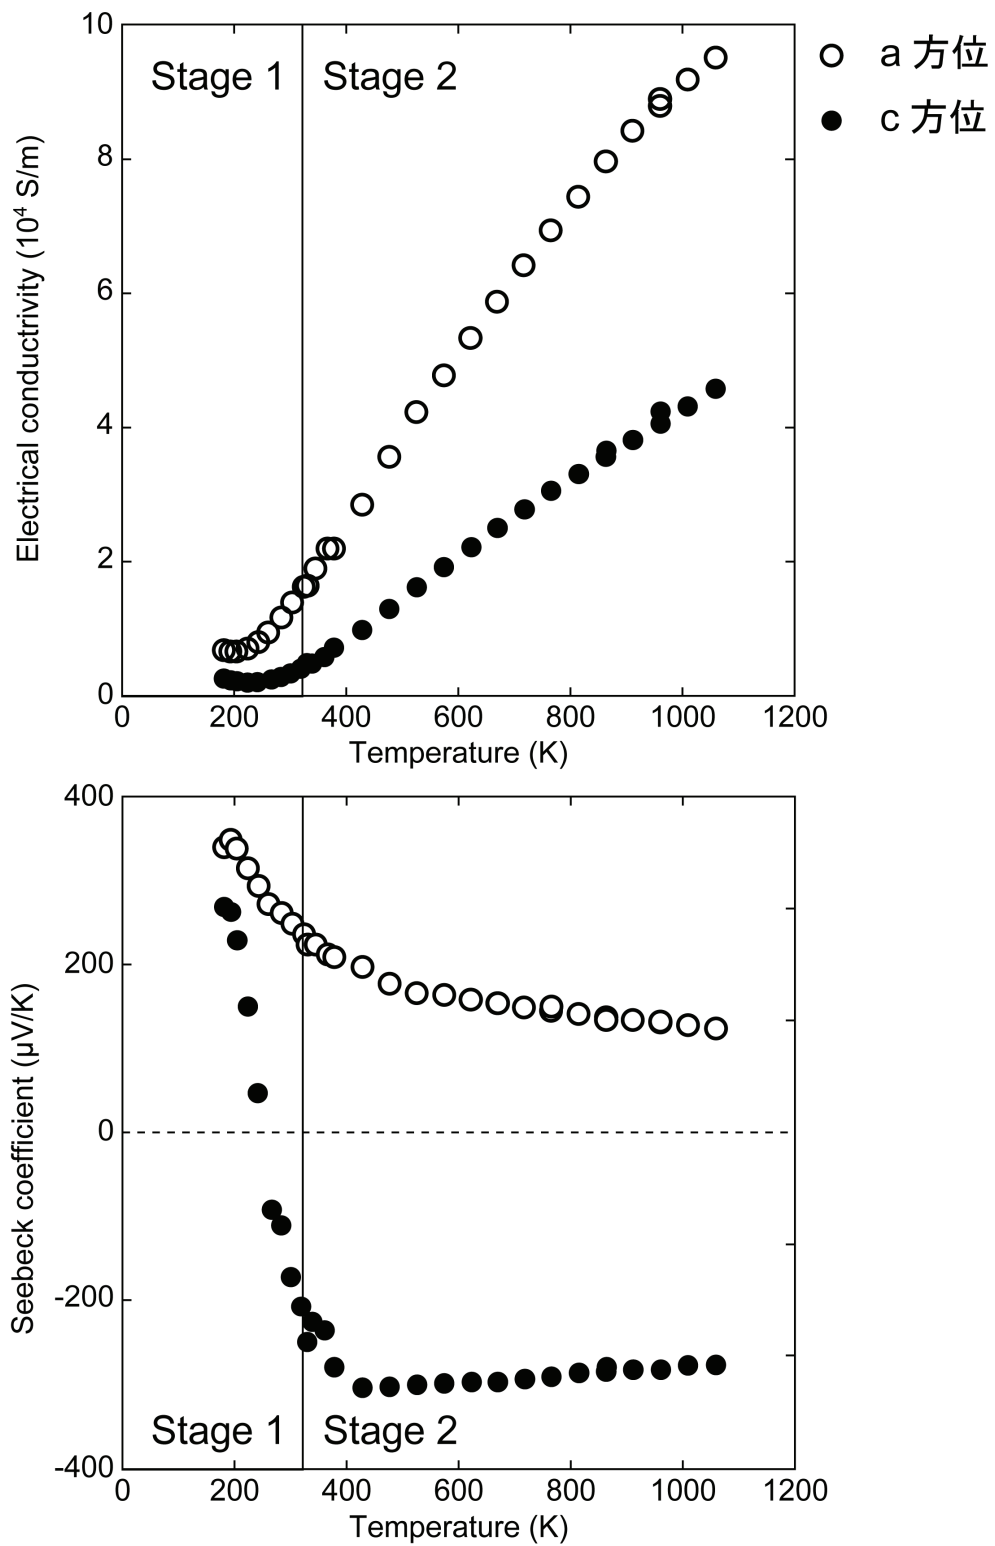 10
Stage 1
Stage 2
a 方位
c 方位
8
6
4
2
0
Electrical conductrivity (10⁴ S/m)
0 200 400 600 800 1000 1200
Temperature (K)
400
200
0
-200
-400
Seebeck coefficient (μV/K)
Stage 1
Stage 2
0 200 400 600 800 1000 1200
Temperature (K)